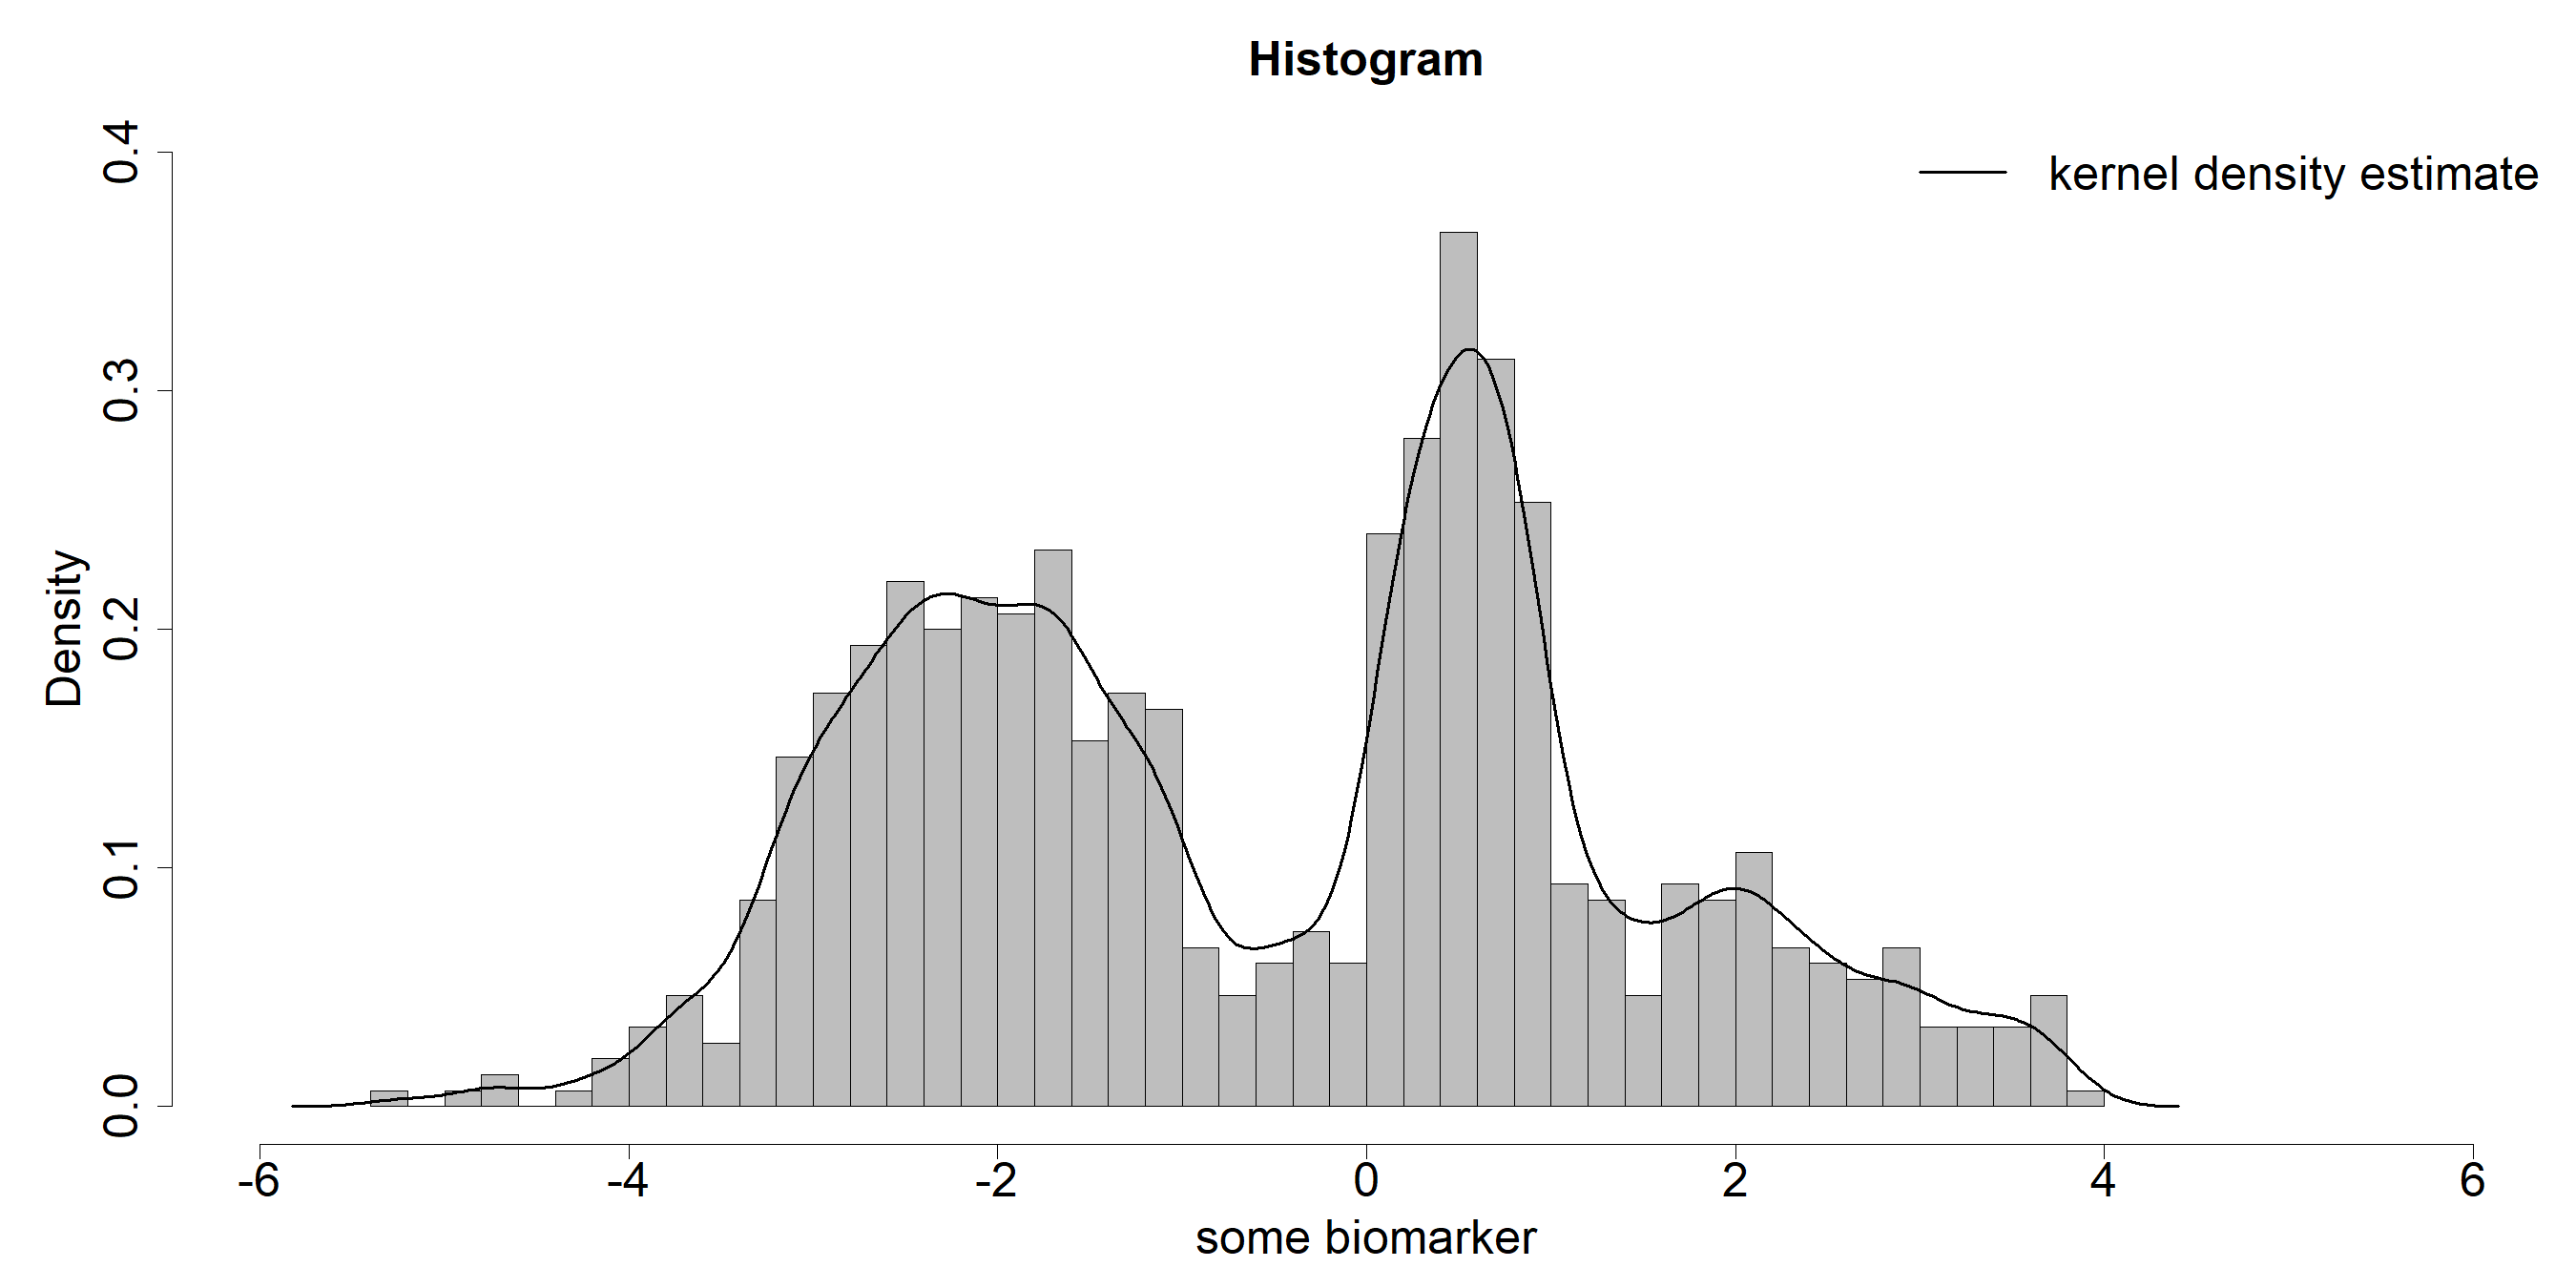 Histogram
kernel density estimate
Density
0.0 0.1 0.2 0.3 0.4
-6 -4 -2 0 2 4 6
some biomarker